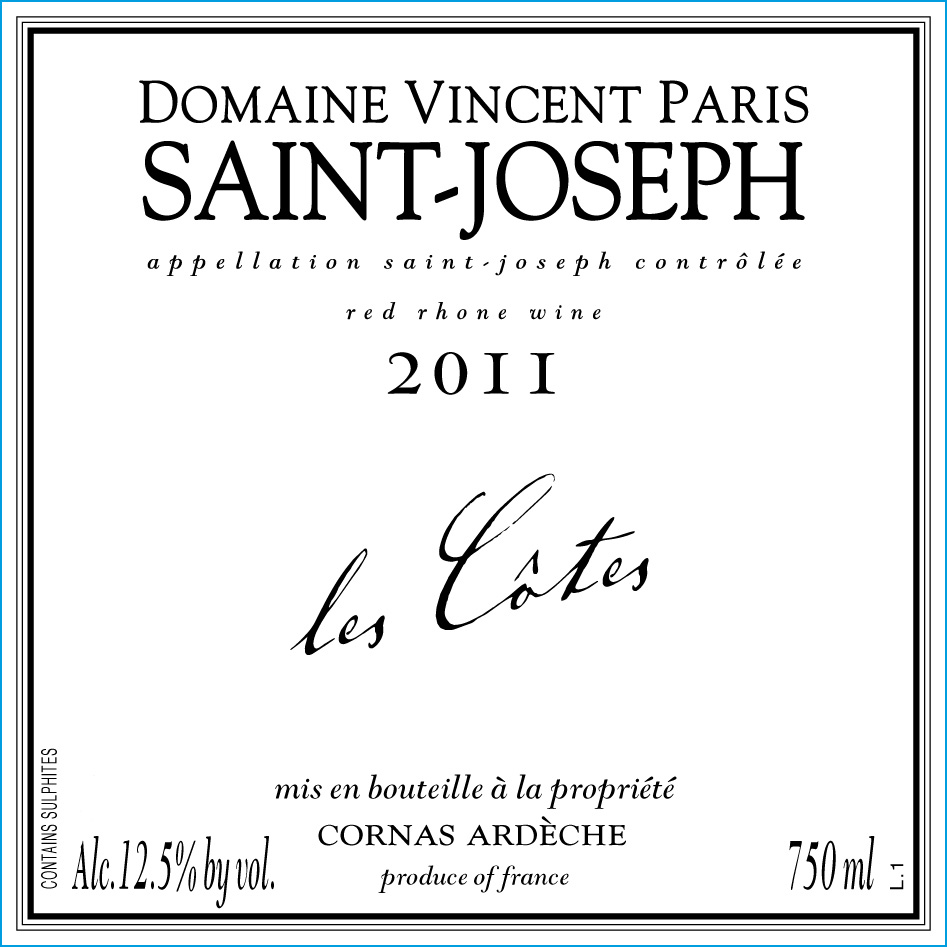 DOMAINE VINCENT PARIS
SAINT-JOSEPH
appellation saint-joseph contrôlée
red rhone wine
2011
les Côtes
mis en bouteille à la propriété
CORNAS ARDÈCHE
produce of france
CONTAINS SULPHITES
Alc.12.5% by vol.
750 ml
L.1